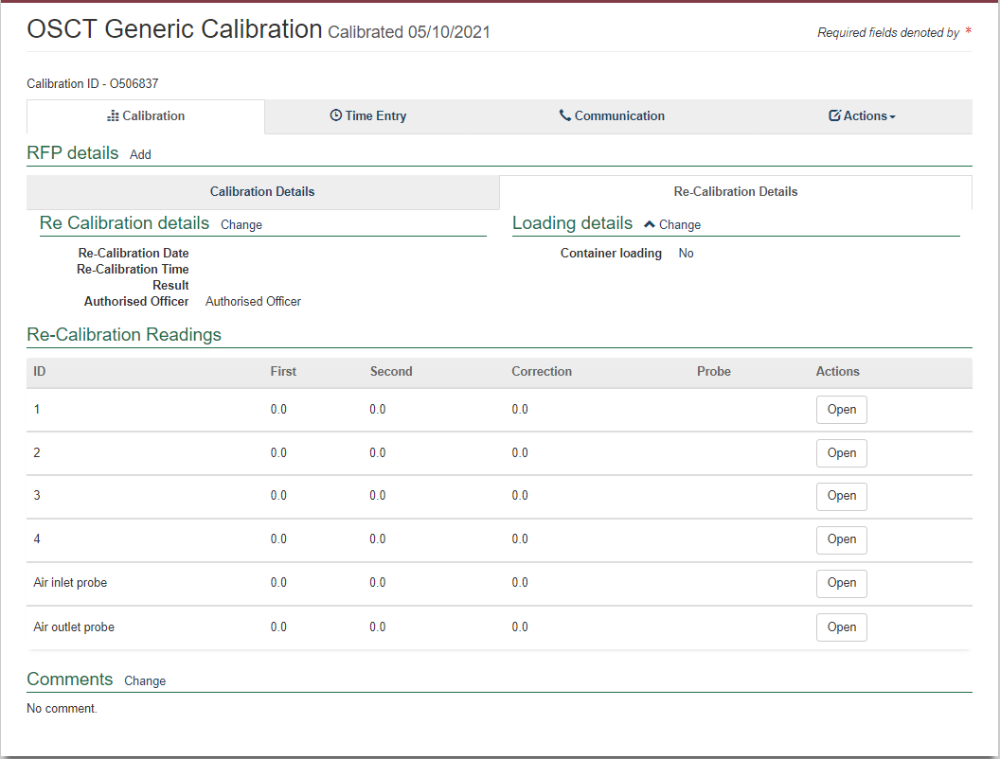 OSCT Generic Calibration Calibrated 05/10/2021
Required fields denoted by *
Calibration ID - O506837
Calibration Time Entry Communication Actions
RFP details Add
Calibration Details Re-Calibration Details
Re Calibration details Change
Re-Calibration Date
Re-Calibration Time
Result
Authorised Officer Authorised Officer
Loading details Change
Container loading No
Re-Calibration Readings
ID First Second Correction Probe Actions
1 0.0 0.0 0.0 Open
2 0.0 0.0 0.0 Open
3 0.0 0.0 0.0 Open
4 0.0 0.0 0.0 Open
Air inlet probe 0.0 0.0 0.0 Open
Air outlet probe 0.0 0.0 0.0 Open
Comments Change
No comment.